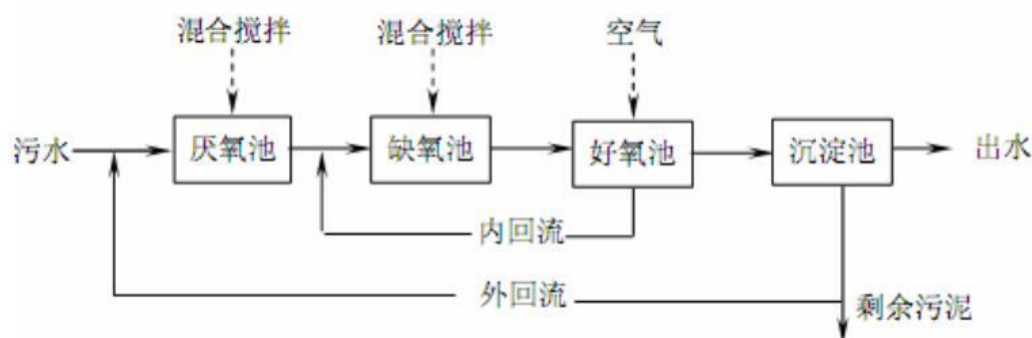 混合搅拌
混合搅拌
空气
污水
厌氧池
缺氧池
好氧池
沉淀池
出水
内回流
外回流
剩余污泥